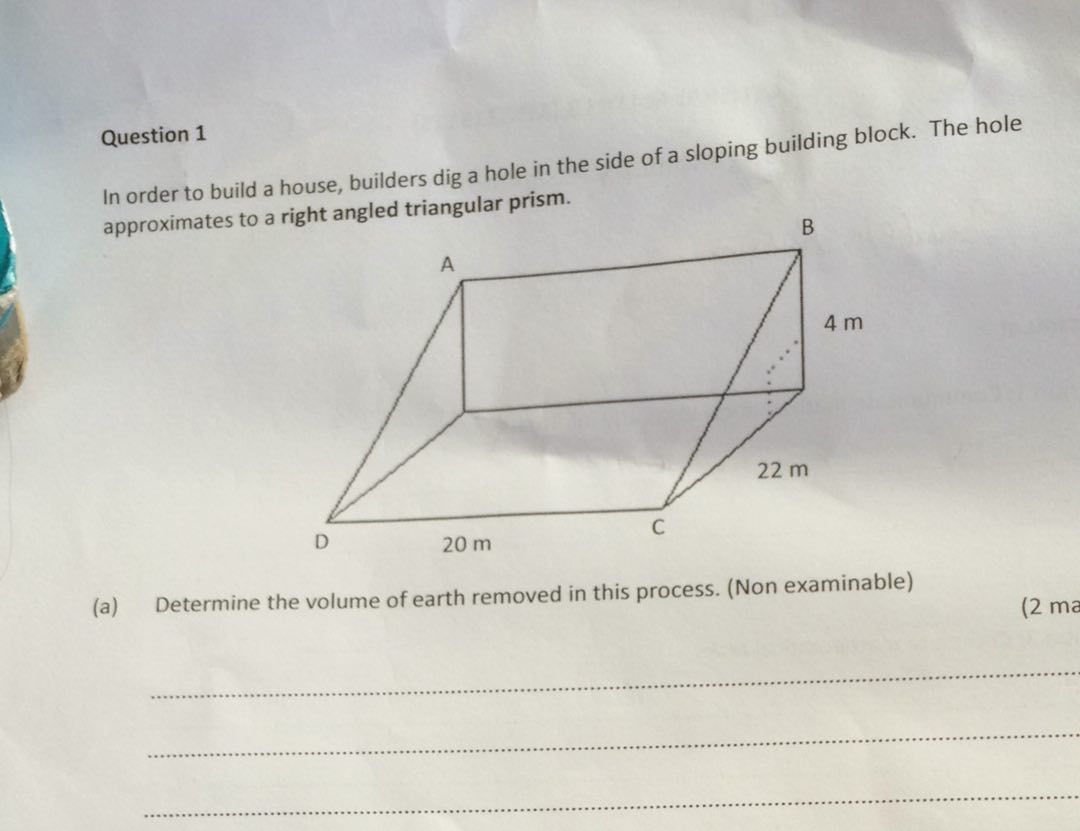 Question 1
In order to build a house, builders dig a hole in the side of a sloping building block. The hole
approximates to a right angled triangular prism.
B
A
4 m
22 m
D
C
20 m
(a) Determine the volume of earth removed in this process. (Non examinable)
(2 ma